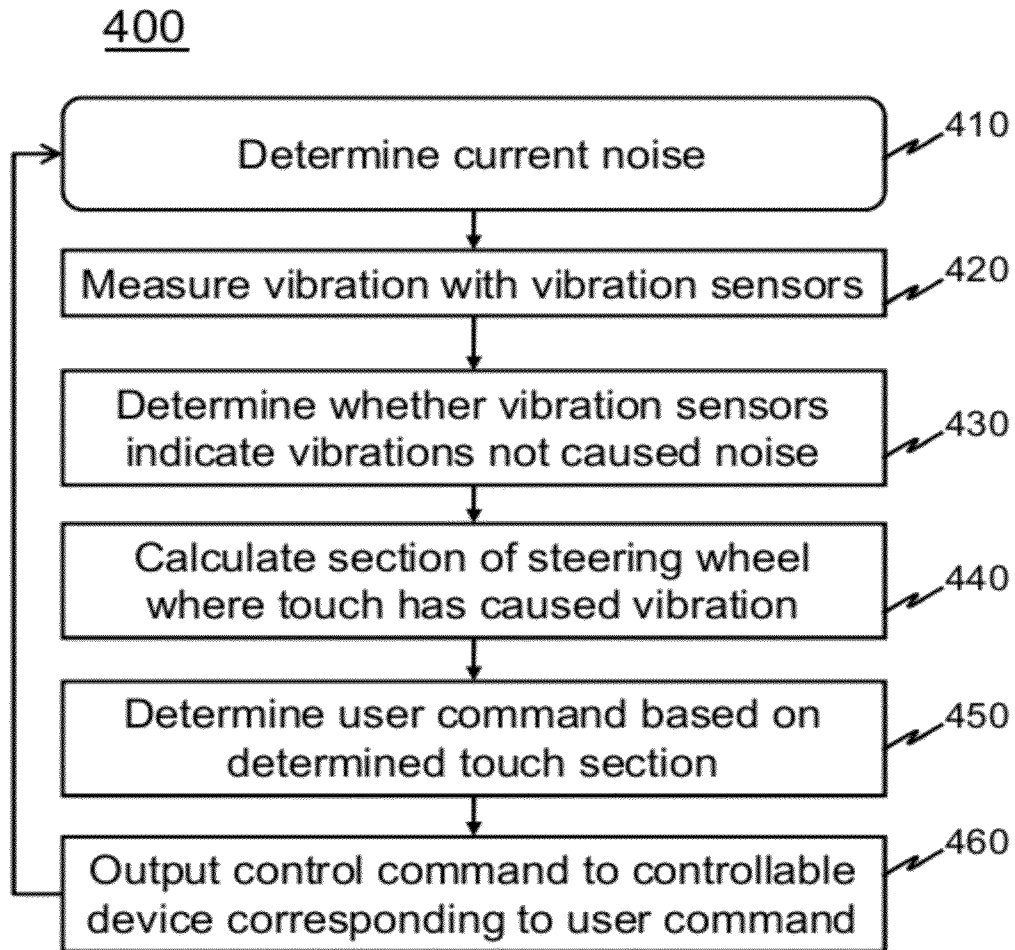 400
Determine current noise
410
Measure vibration with vibration sensors
420
Determine whether vibration sensors
indicate vibrations not caused noise
430
Calculate section of steering wheel
where touch has caused vibration
440
Determine user command based on
determined touch section
450
Output control command to controllable
device corresponding to user command
460